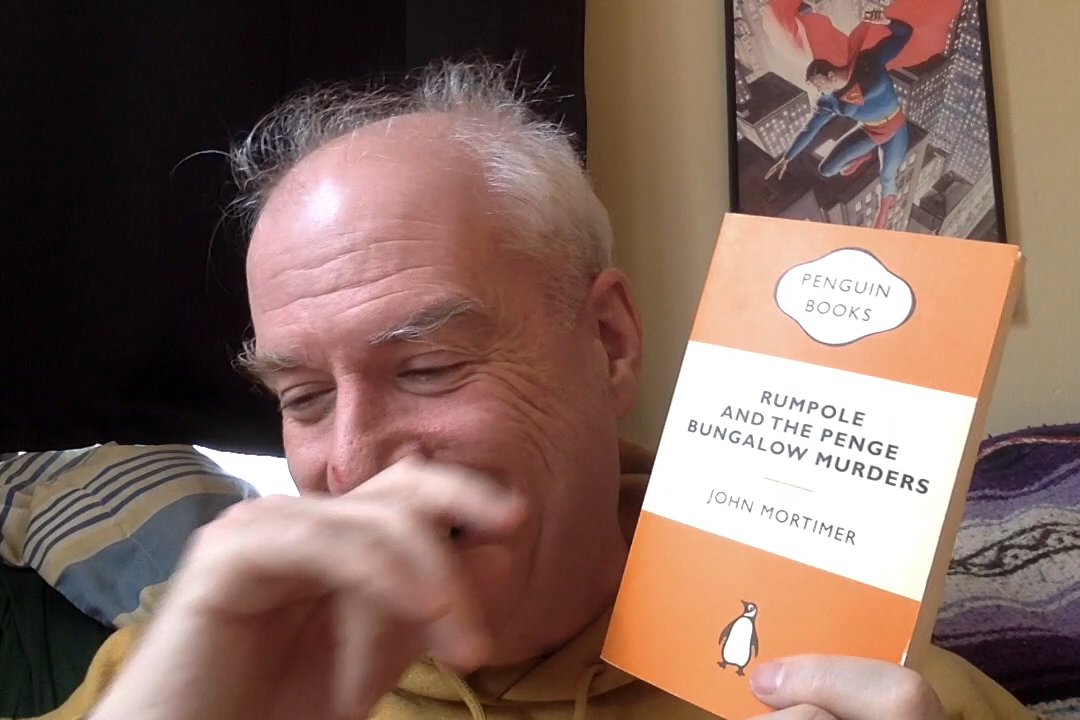 PENGUIN
BOOKS
RUMPOLE
AND THE PENGE
BUNGALOW MURDERS
JOHN MORTIMER